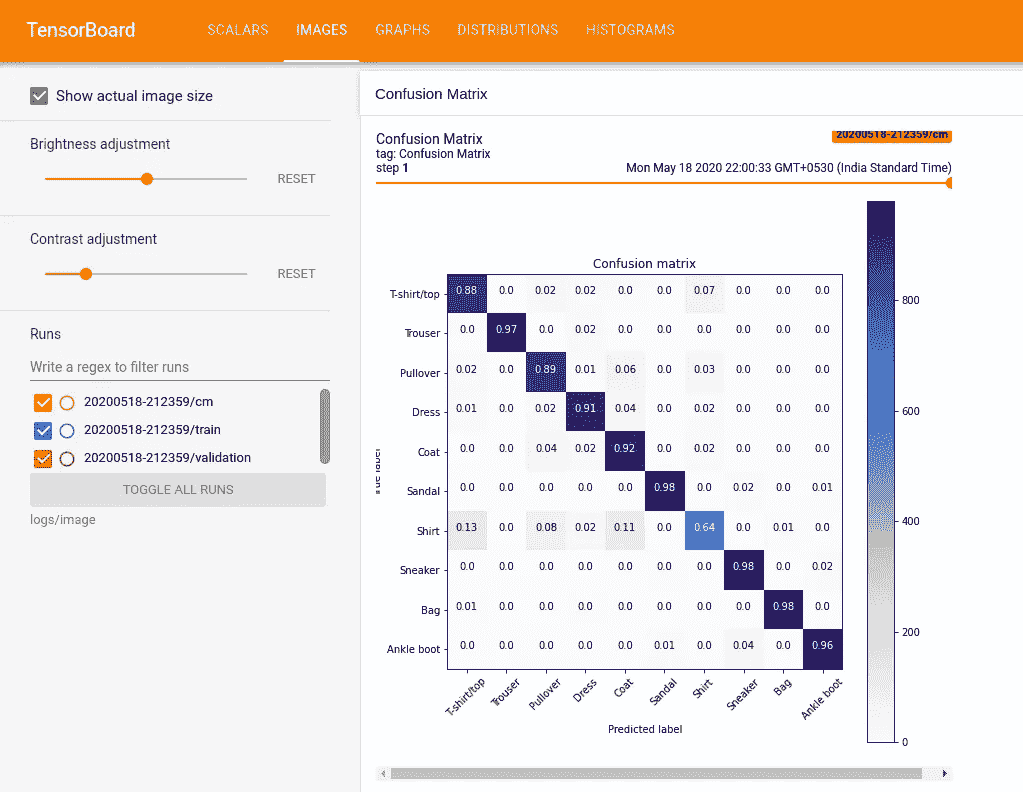 TensorBoard SCALARS IMAGES GRAPHS DISTRIBUTIONS HISTOGRAMS
Show actual image size
Brightness adjustment
RESET
Contrast adjustment
RESET
Runs
Write a regex to filter runs
20200518-212359/cm
20200518-212359/train
20200518-212359/validation
TOGGLE ALL RUNS
logs/image
Confusion Matrix
Confusion Matrix
20200518-212359/cm
tag: Confusion Matrix
step 1 Mon May 18 2020 22:00:33 GMT+0530 (India Standard Time)
Confusion matrix
T-shirt/top 0.88 0.0 0.02 0.02 0.0 0.0 0.07 0.0 0.0 0.0
Trouser 0.0 0.97 0.0 0.02 0.0 0.0 0.0 0.0 0.0 0.0
Pullover 0.02 0.0 0.89 0.01 0.06 0.0 0.03 0.0 0.0 0.0
Dress 0.01 0.0 0.02 0.91 0.04 0.0 0.02 0.0 0.0 0.0
Coat 0.0 0.0 0.04 0.02 0.92 0.0 0.02 0.0 0.0 0.0
Sandal 0.0 0.0 0.0 0.0 0.0 0.98 0.0 0.02 0.0 0.01
Shirt 0.13 0.0 0.08 0.02 0.11 0.0 0.64 0.0 0.01 0.0
Sneaker 0.0 0.0 0.0 0.0 0.0 0.0 0.0 0.98 0.0 0.02
Bag 0.01 0.0 0.0 0.0 0.0 0.0 0.0 0.0 0.98 0.0
Ankle boot 0.0 0.0 0.0 0.0 0.0 0.01 0.0 0.04 0.0 0.96
T-shirt/top Trouser Pullover Dress Coat Sandal Shirt Sneaker Bag Ankle boot
Predicted label
800
600
400
200
0